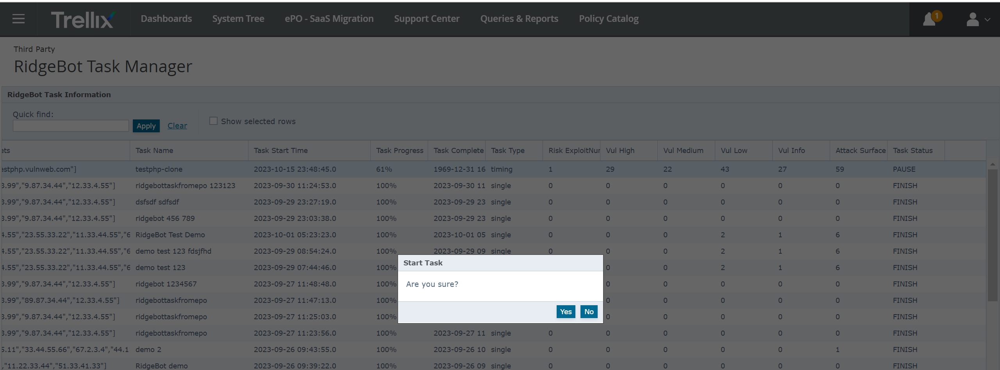 Trellix Dashboards System Tree ePO - SaaS Migration Support Center Queries & Reports Policy Catalog 1
Third Party
RidgeBot Task Manager
RidgeBot Task Information
Quick find:
Apply Clear Show selected rows
ets Task Name Task Start Time Task Progress Task Complete Task Type Risk ExploitNur Vul High Vul Medium Vul Low Vul Info Attack Surface Task Status
estphp.vulnweb.com"] testphp-clone 2023-10-15 23:48:45.0 61% 1969-12-31 16 timing 1 29 22 43 27 59 PAUSE
3.99","9.87.34.44","12.33.4.55"] ridgebottaskfromepo 123123 2023-09-30 11:24:53.0 100% 2023-09-30 11 single 0 0 0 0 0 0 FINISH
3.99","9.87.34.44","12.33.4.55"] dsfsdf sdfsdf 2023-09-29 23:27:19.0 100% 2023-09-29 23 single 0 0 0 0 0 0 FINISH
3.99","9.87.34.44","12.33.4.55"] ridgebot 456 789 2023-09-29 23:03:38.0 100% 2023-09-29 23 single 0 0 0 0 0 0 FINISH
4.55","23.55.33.22","11.33.44.55","6 RidgeBot Test Demo 2023-10-01 05:23:23.0 100% 2023-10-01 05 single 0 0 0 2 1 6 FINISH
4.55","23.55.33.22","11.33.44.55","6 demo test 123 fdsjfhd 2023-09-29 08:54:24.0 100% 2023-09-29 09 single 0 0 0 2 1 6 FINISH
4.55","23.55.33.22","11.33.44.55","6 demo test 123 2023-09-29 07:44:46.0 100% 0 0 2 1 6 FINISH
3.99","9.87.34.44","12.33.4.55"] ridgebot 1234567 2023-09-27 11:48:48.0 100% 0 0 0 0 0 FINISH
3.99","89.87.34.44","12.33.4.55"] ridgebottaskfromepo 2023-09-27 11:47:13.0 100% 0 0 0 0 0 FINISH
3.99","9.87.34.44","12.33.4.55"] ridgebottaskfromepo 2023-09-27 11:25:03.0 100% 0 0 0 0 0 FINISH
3.99","9.87.34.44","12.33.4.55"] ridgebottaskfromepo 2023-09-27 11:23:56.0 100% 2023-09-27 11 single 0 0 0 0 0 0 FINISH
5.11","33.44.55.66","67.2.3.4","44.1 demo 2 2023-09-26 09:43:55.0 100% 2023-09-26 10 single 0 0 0 0 0 1 FINISH
,"11.22.33.44","51.33.41.33"] RidgeBot demo 2023-09-26 09:39:22.0 100% 2023-09-26 09 single 0 0 0 0 0 0 FINISH
Start Task
Are you sure?
Yes No